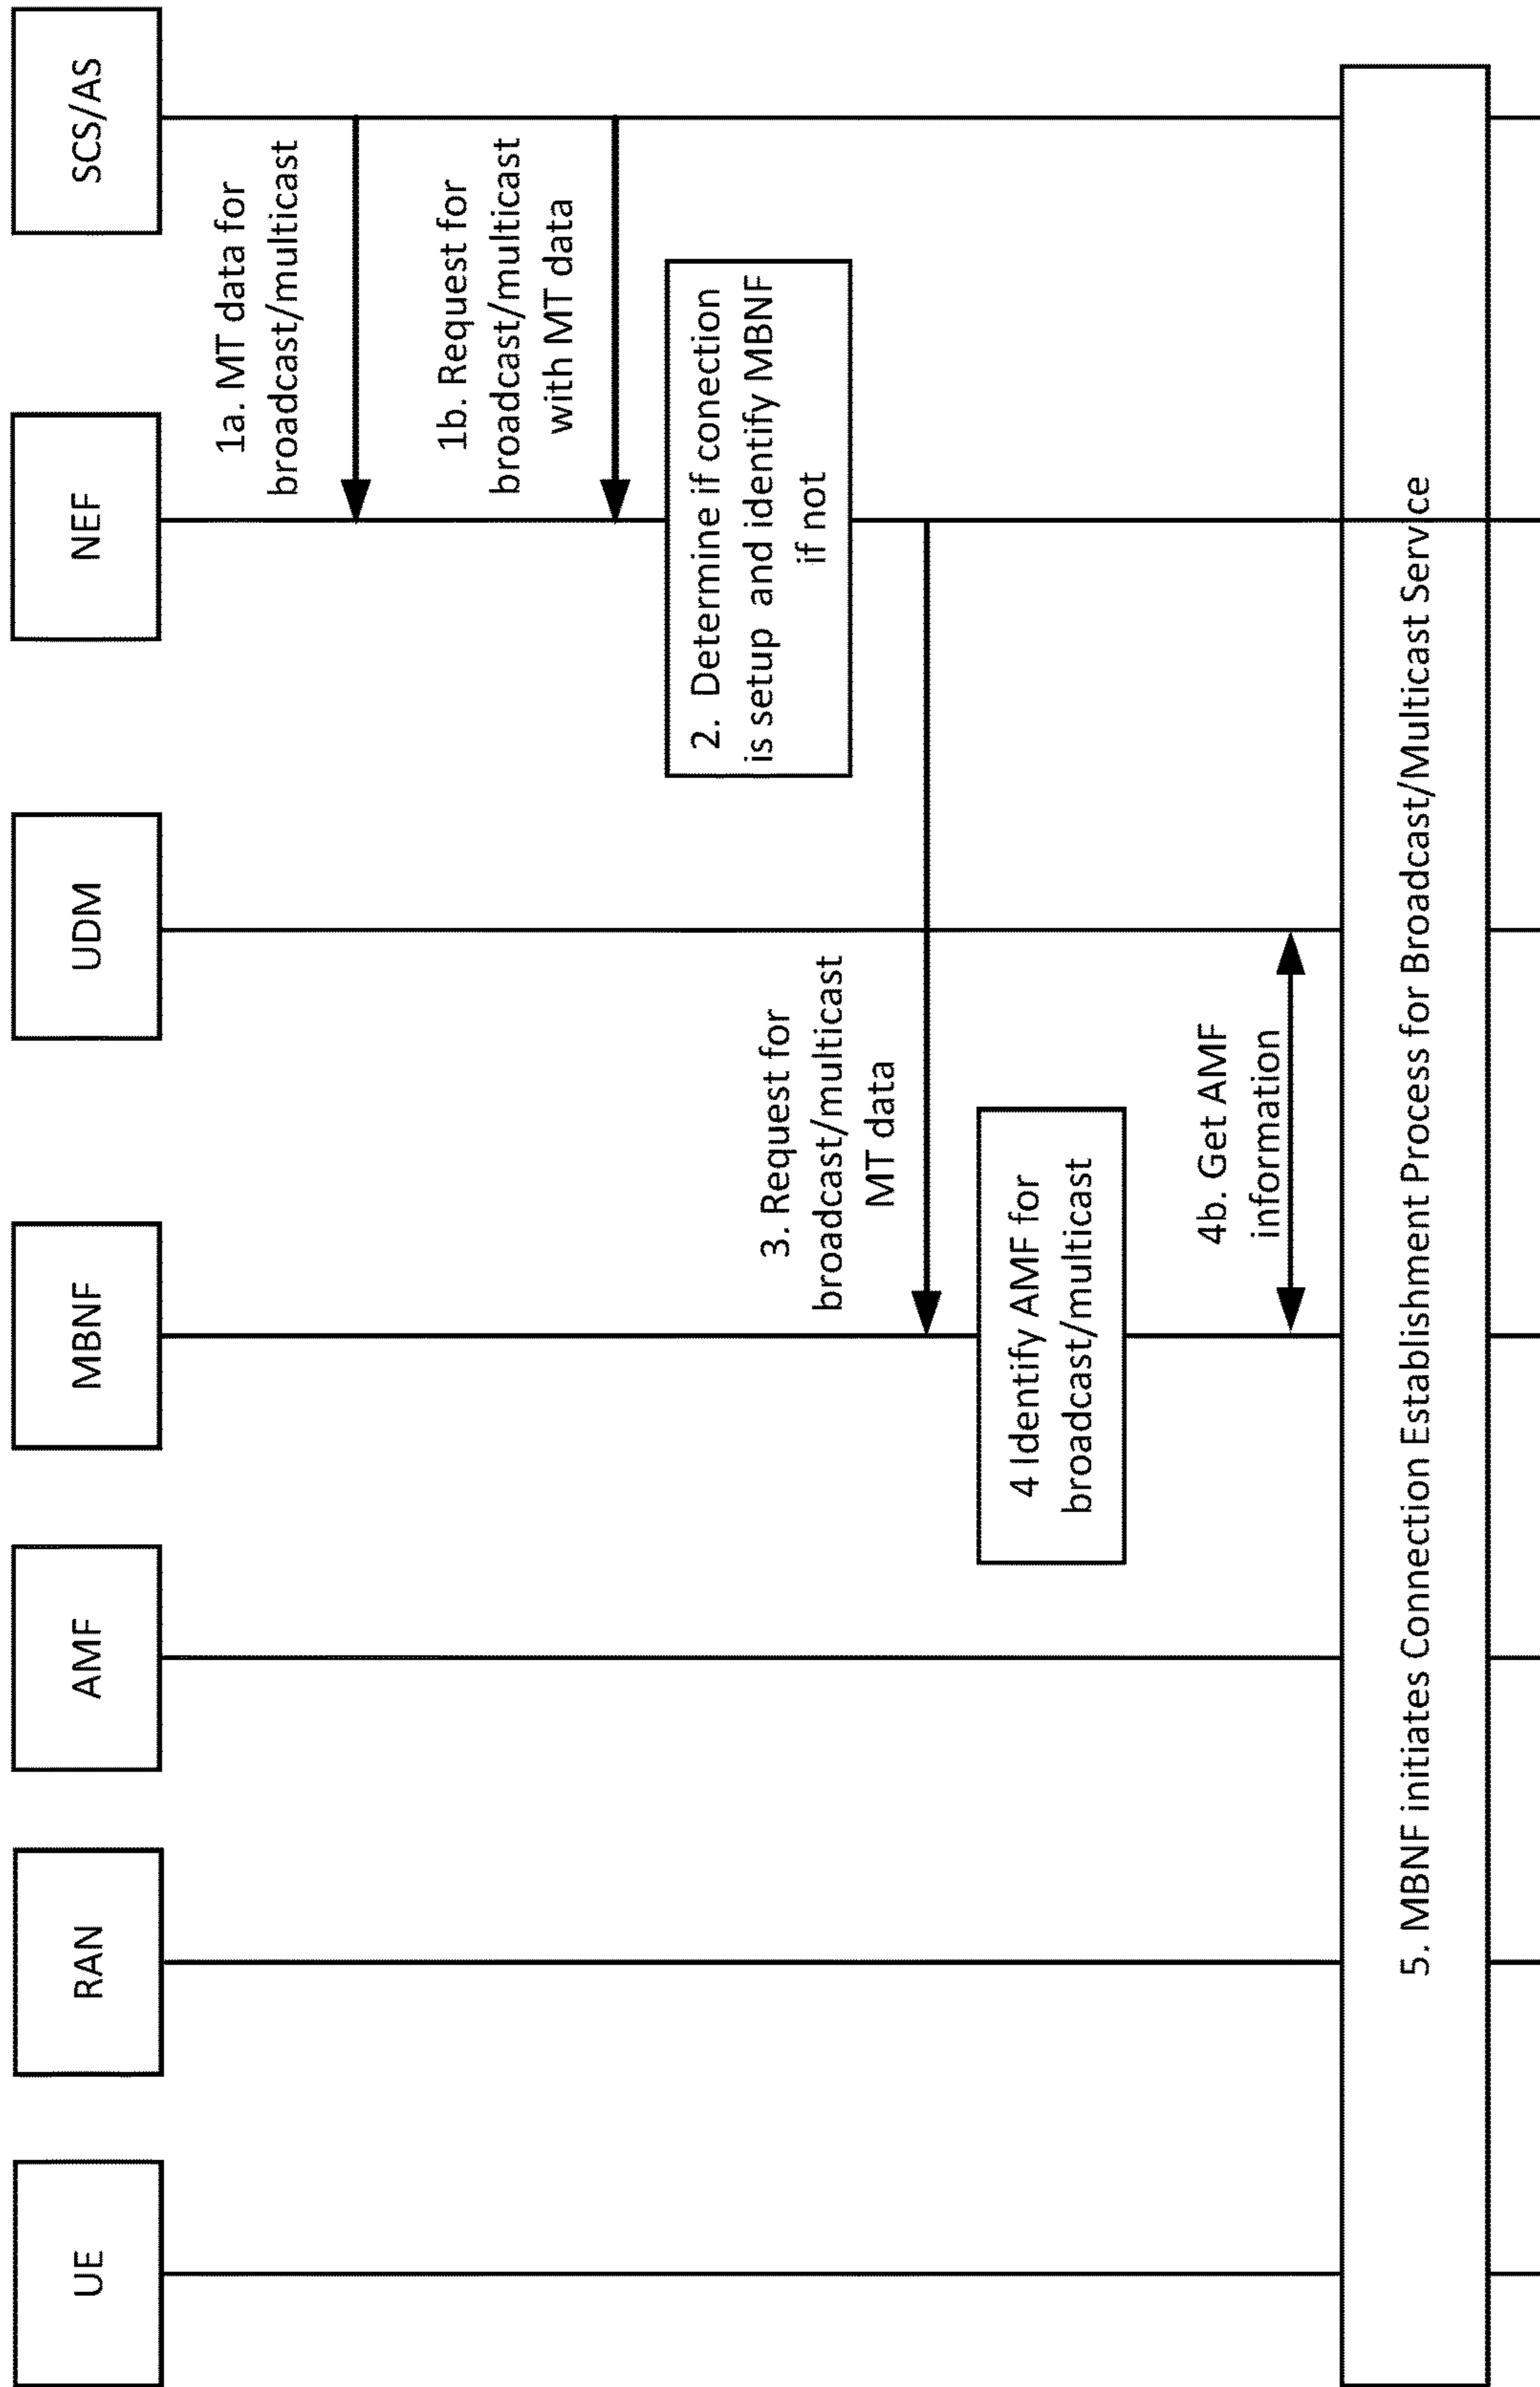 UE
RAN
AMF
MBNF
UDM
NEF
SCS/AS
1a. MT data for
broadcast/multicast
1b. Request for
broadcast/multicast
with MT data
2. Determine if conection
is setup and identify MBNF
if not
3. Request for
broadcast/multicast
MT data
4 Identify AMF for
broadcast/multicast
4b. Get AMF
information
5. MBNF initiates Connection Establishment Process for Broadcast/Multicast Service